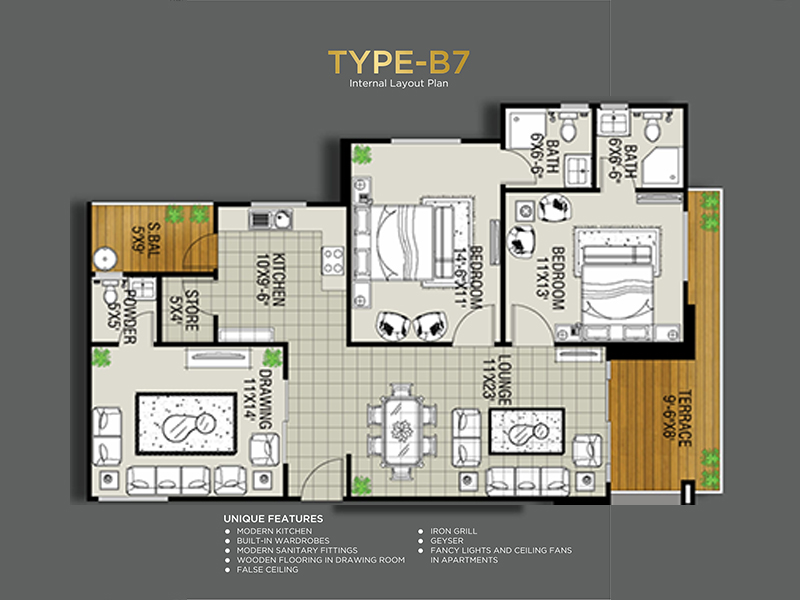 TYPE-B7
Internal Layout Plan
BATH
6'X6'-6"
BATH
6'X6'-6"
S.BAL
5'X9'
KITCHEN
10'X9'-6"
BEDROOM
14'-6"X11'
BEDROOM
11'X13'
POWDER
5'X5'
STORE
5'X4'
DRAWING
11'X14'
LOUNGE
11'X23'
TERRACE
9'-6"X8'
UNIQUE FEATURES
MODERN KITCHEN
BUILT-IN WARDROBES
MODERN SANITARY FITTINGS
WOODEN FLOORING IN DRAWING ROOM
FALSE CEILING
IRON GRILL
GEYSER
FANCY LIGHTS AND CEILING FANS
IN APARTMENTS